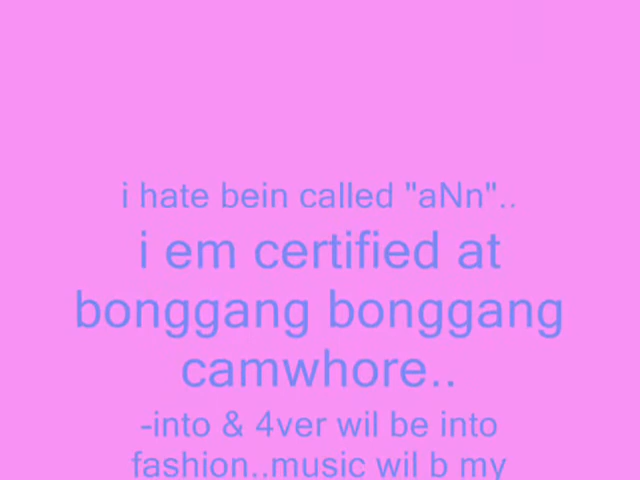 i hate bein called "aNn"..
i em certified at
bonggang bonggang
camwhore..
-into & 4ver wil be into
fashion..music wil b my